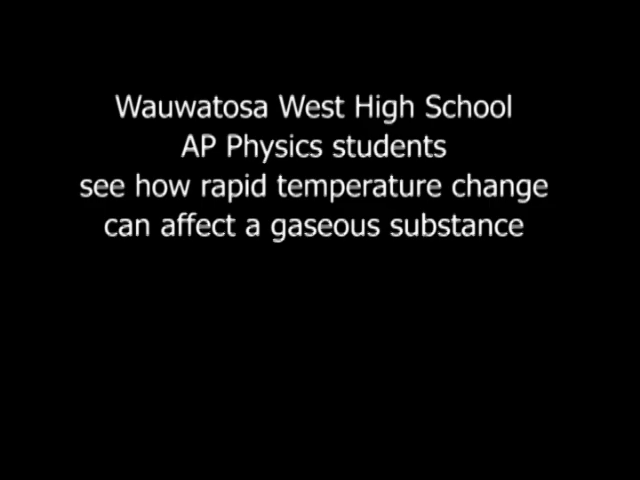 Wauwatosa West High School
AP Physics students
see how rapid temperature change
can affect a gaseous substance